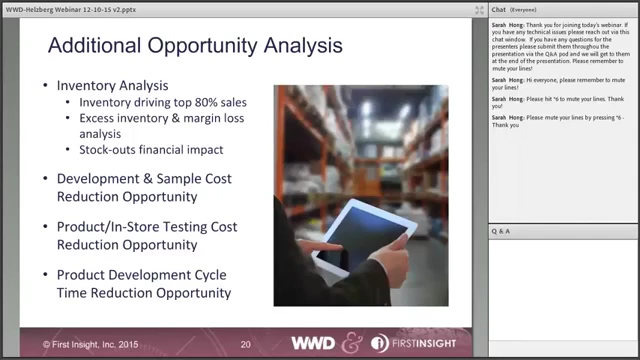 WWD-Helzberg Webinar 12-10-15 v2.pptx
Additional Opportunity Analysis
• Inventory Analysis
• Inventory driving top 80% sales
• Excess inventory & margin loss
analysis
• Stock-outs financial impact
• Development & Sample Cost
Reduction Opportunity
• Product/In-Store Testing Cost
Reduction Opportunity
• Product Development Cycle
Time Reduction Opportunity
© First Insight, Inc. 2015
20
WWD & FIRSTINSIGHT
Chat (Everyone)
Sarah Hong: Thank you for joining today's webinar. If
you have any technical issues please reach out via this
chat window. If you have any questions for the
presenters please submit them throughout the
presentation via the Q&A pod and we will get to them
at the end of the presentation. Please remember to
mute your lines!
Sarah Hong: Hi everyone, please remember to mute
your lines!
Sarah Hong: Please hit *6 to mute your lines. Thank
you!
Sarah Hong: Please mute your lines by pressing *6 -
Thank you
Q & A